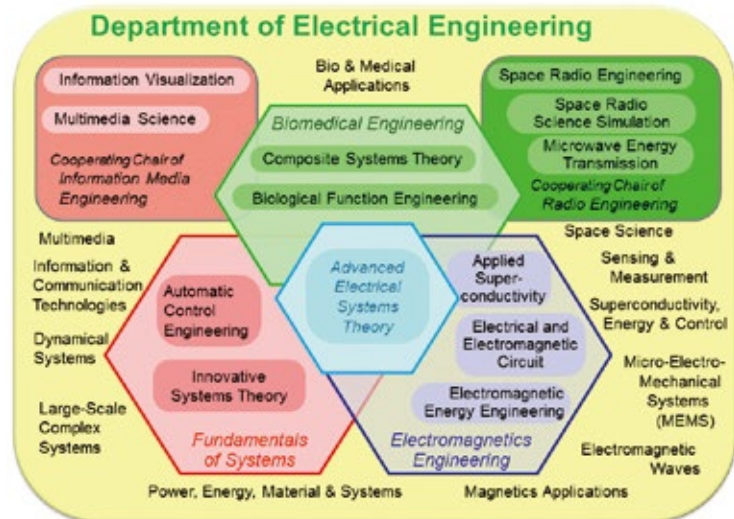 Department of Electrical Engineering
Information Visualization
Multimedia Science
Cooperating Chair of
Information Media
Engineering
Bio & Medical
Applications
Space Radio Engineering
Space Radio
Science Simulation
Microwave Energy
Transmission
Cooperating Chair of
Radio Engineering
Biomedical Engineering
Composite Systems Theory
Biological Function Engineering
Multimedia
Information &
Communication
Technologies
Dynamical
Systems
Large-Scale
Complex
Systems
Automatic
Control
Engineering
Innovative
Systems Theory
Fundamentals
of Systems
Advanced
Electrical
Systems
Theory
Applied
Super-
conductivity
Electrical and
Electromagnetic
Circuit
Electromagnetic
Energy Engineering
Electromagnetics
Engineering
Space Science
Sensing &
Measurement
Superconductivity,
Energy & Control
Micro-Electro-
Mechanical
Systems
(MEMS)
Electromagnetic
Waves
Power, Energy, Material & Systems
Magnetics Applications